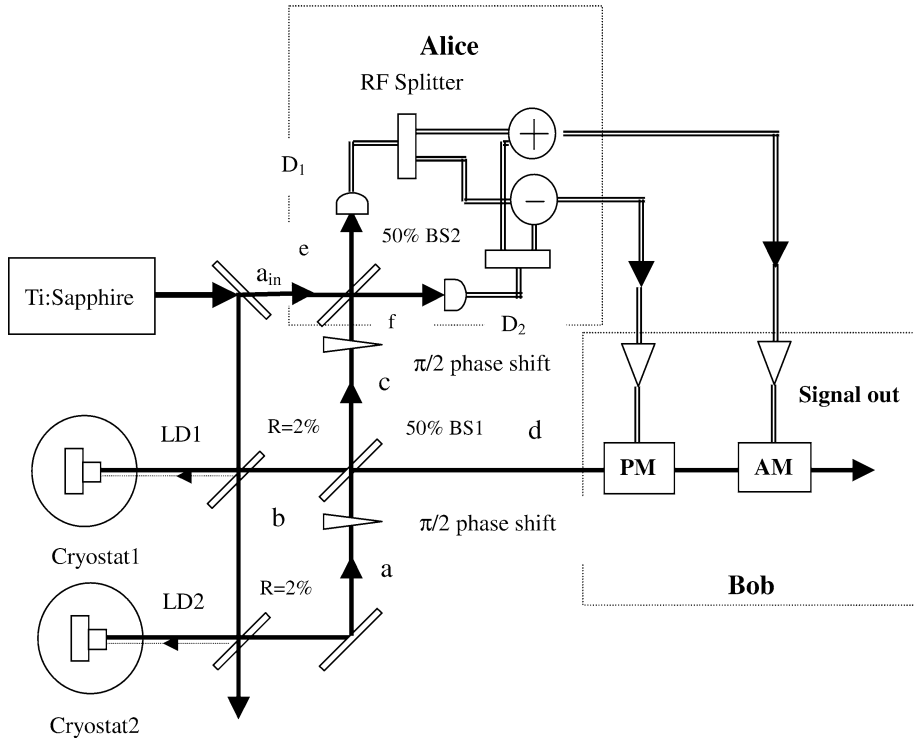 Alice
RF Splitter
D₁
+
−
50% BS2
e
aᵢₙ
Ti:Sapphire
f
D₂
π/2 phase shift
c
Signal out
LD1
R=2%
50% BS1
d
PM
AM
b
π/2 phase shift
Cryostat1
a
LD2
R=2%
Bob
Cryostat2